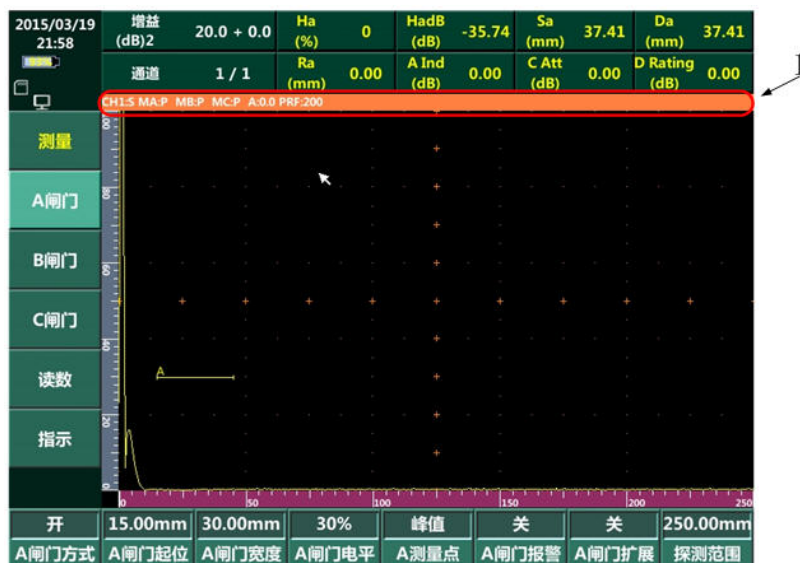 2015/03/19
21:58
增益
(dB)2
20.0 + 0.0
Ha
(%)
0
HadB
(dB)
-35.74
Sa
(mm)
37.41
Da
(mm)
37.41
通道
1 / 1
Ra
(mm)
0.00
A Ind
(dB)
0.00
C Att
(dB)
0.00
D Rating
(dB)
0.00
CH1:S MA:P MB:P MC:P A:0.0 PRF:200
测量
A闸门
B闸门
C闸门
读数
指示
80
60
40
20
0
A
0
50
100
150
200
250
开
15.00mm
30.00mm
30%
峰值
关
关
250.00mm
A闸门方式
A闸门起位
A闸门宽度
A闸门电平
A测量点
A闸门报警
A闸门扩展
探测范围